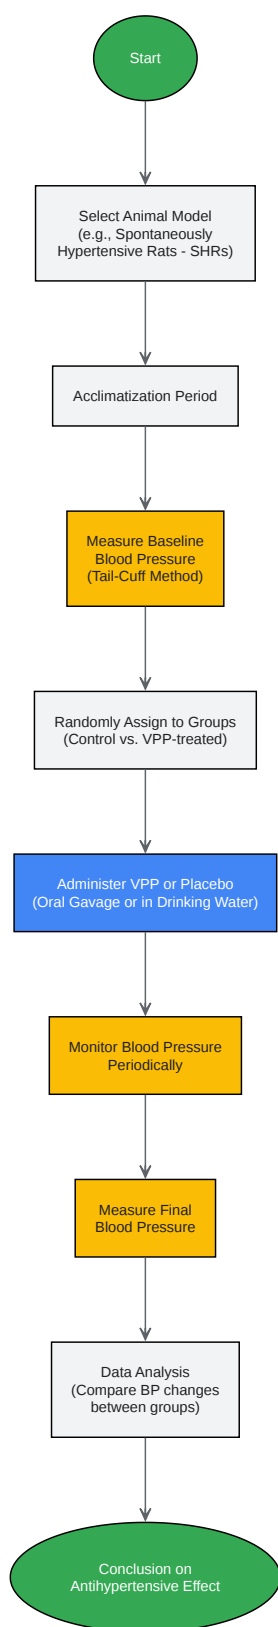 Start
Select Animal Model
(e.g., Spontaneously
Hypertensive Rats - SHRs)
Acclimatization Period
Measure Baseline
Blood Pressure
(Tail-Cuff Method)
Randomly Assign to Groups
(Control vs. VPP-treated)
Administer VPP or Placebo
(Oral Gavage or in Drinking Water)
Monitor Blood Pressure
Periodically
Measure Final
Blood Pressure
Data Analysis
(Compare BP changes
between groups)
Conclusion on
Antihypertensive Effect